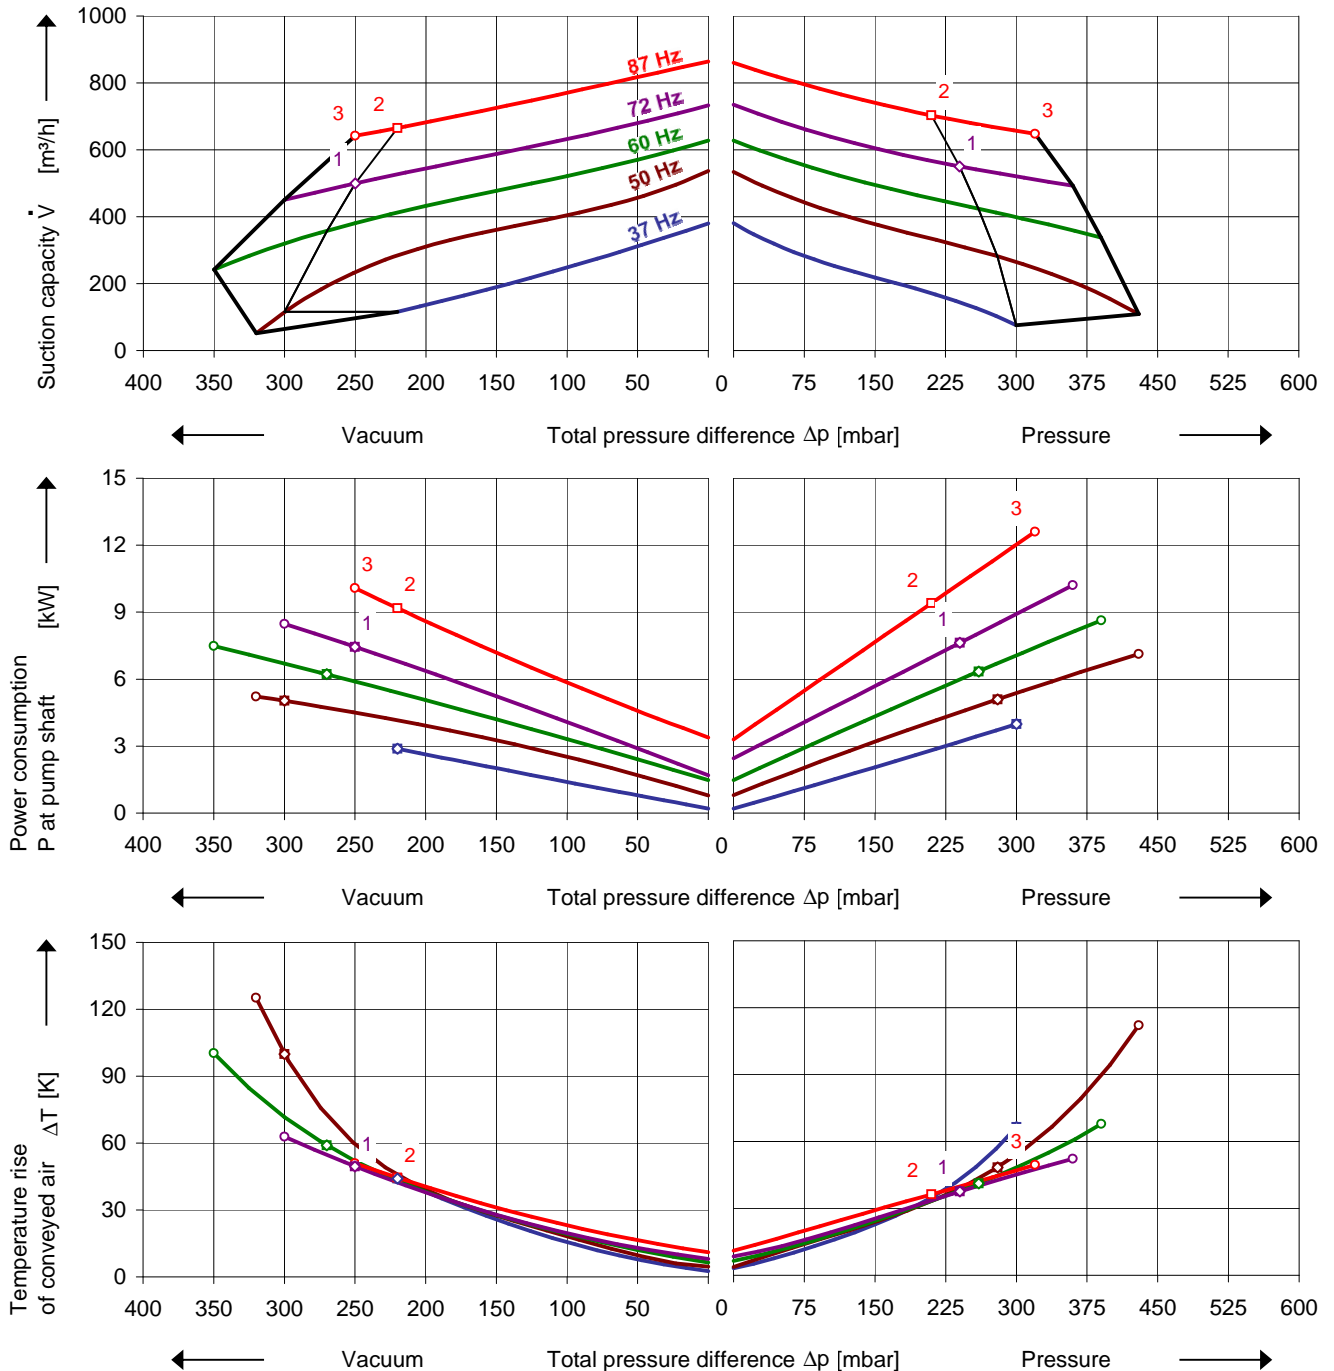 Suction capacity V̇ [m³/h]
1000
800
600
400
200
0
87 Hz
72 Hz
60 Hz
50 Hz
37 Hz
3
2
1
2
3
1
400 350 300 250 200 150 100 50 0 75 150 225 300 375 450 525 600
Vacuum Total pressure difference Δp [mbar] Pressure
Power consumption
P at pump shaft [kW]
15
12
9
6
3
0
3
2
1
3
2
1
400 350 300 250 200 150 100 50 0 75 150 225 300 375 450 525 600
Vacuum Total pressure difference Δp [mbar] Pressure
Temperature rise
of conveyed air ΔT [K]
150
120
90
60
30
0
1
2
2
1
3
400 350 300 250 200 150 100 50 0 75 150 225 300 375 450 525 600
Vacuum Total pressure difference Δp [mbar] Pressure